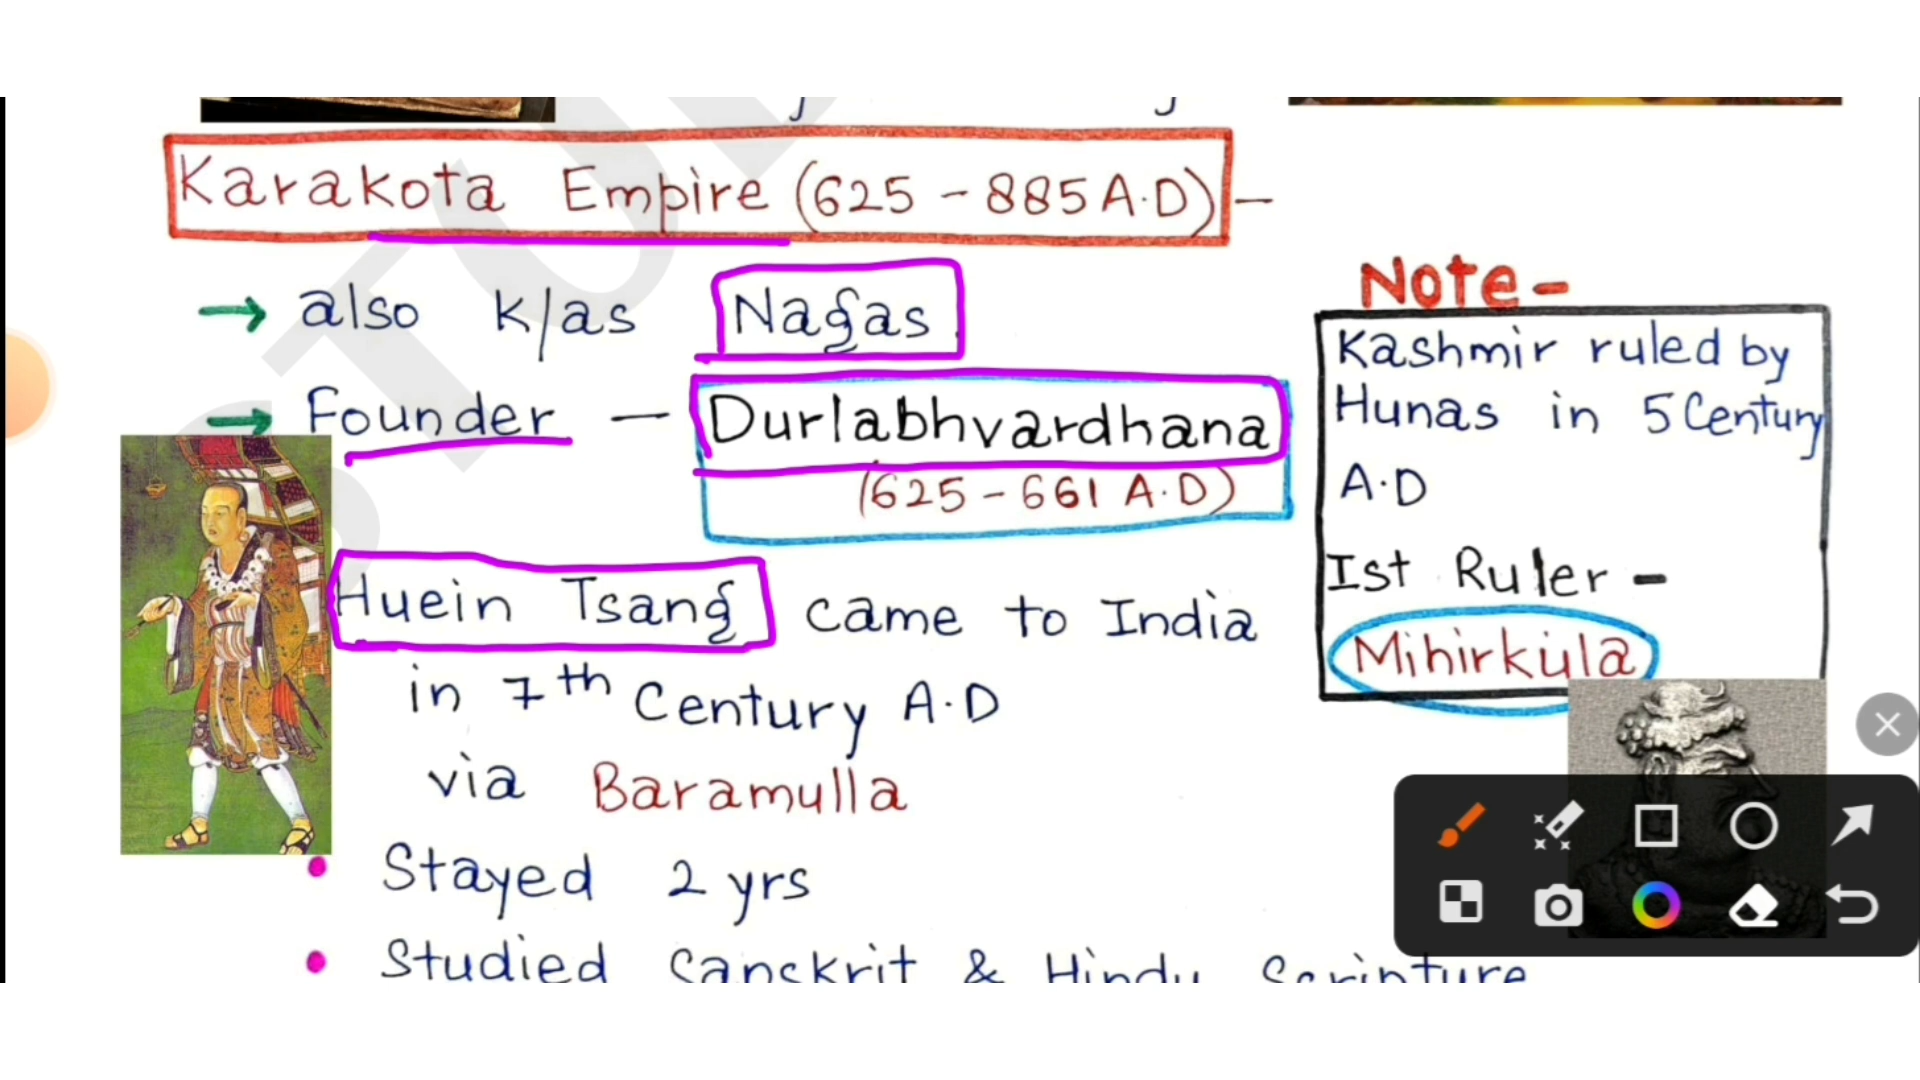 Karakota Empire (625 - 885 A.D) -
→ also k/as Nagas
→ Founder - Durlabhvardhana
(625 - 661 A.D)
Huein Tsang came to India
in 7th Century A.D
via Baramulla
• Stayed 2 yrs
• Studied Sanskrit & Hindu Scripture
Note -
Kashmir ruled by
Hunas in 5 Century
A.D
Ist Ruler -
Mihirkula